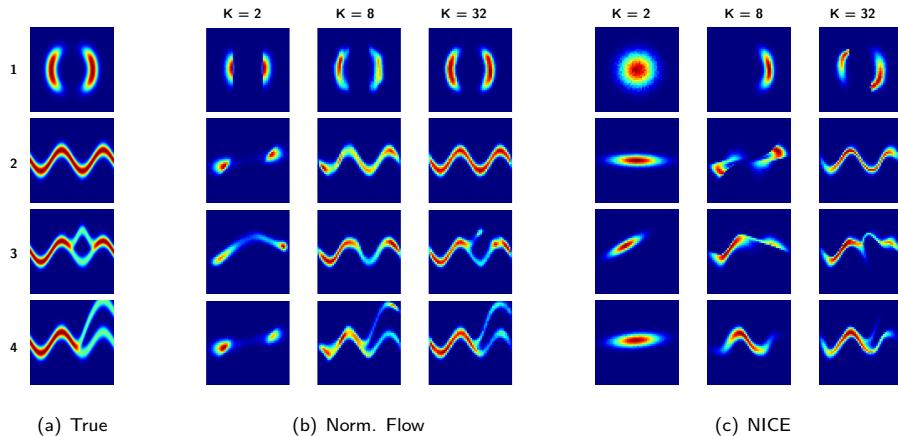 K = 2 K = 8 K = 32 K = 2 K = 8 K = 32
1
2
3
4
(a) True (b) Norm. Flow (c) NICE